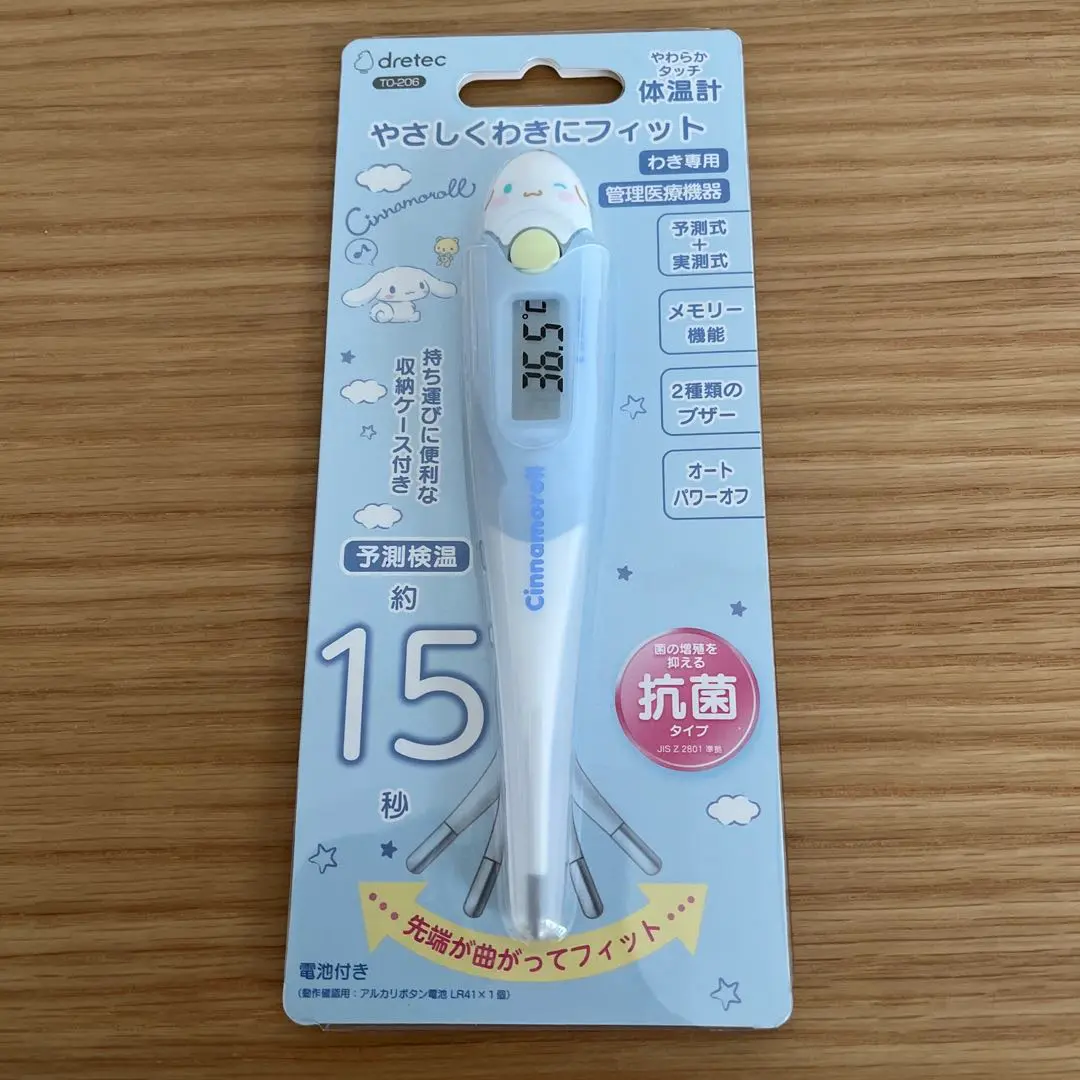 dretec
TO-206
やわらか
タッチ
体温計
やさしくわきにフィット
わき専用
管理医療機器
Cinnamoroll
予測式
+
実測式
メモリー
機能
2種類の
ブザー
オート
パワーオフ
36.5℃
持ち運びに便利な
収納ケース付き
Cinnamoroll
予測検温
約
15
秒
菌の増殖を
抑える
抗菌
タイプ
JIS Z 2801 準拠
先端が曲がってフィット
電池付き
(動作確認用:アルカリボタン電池 LR41×1個)